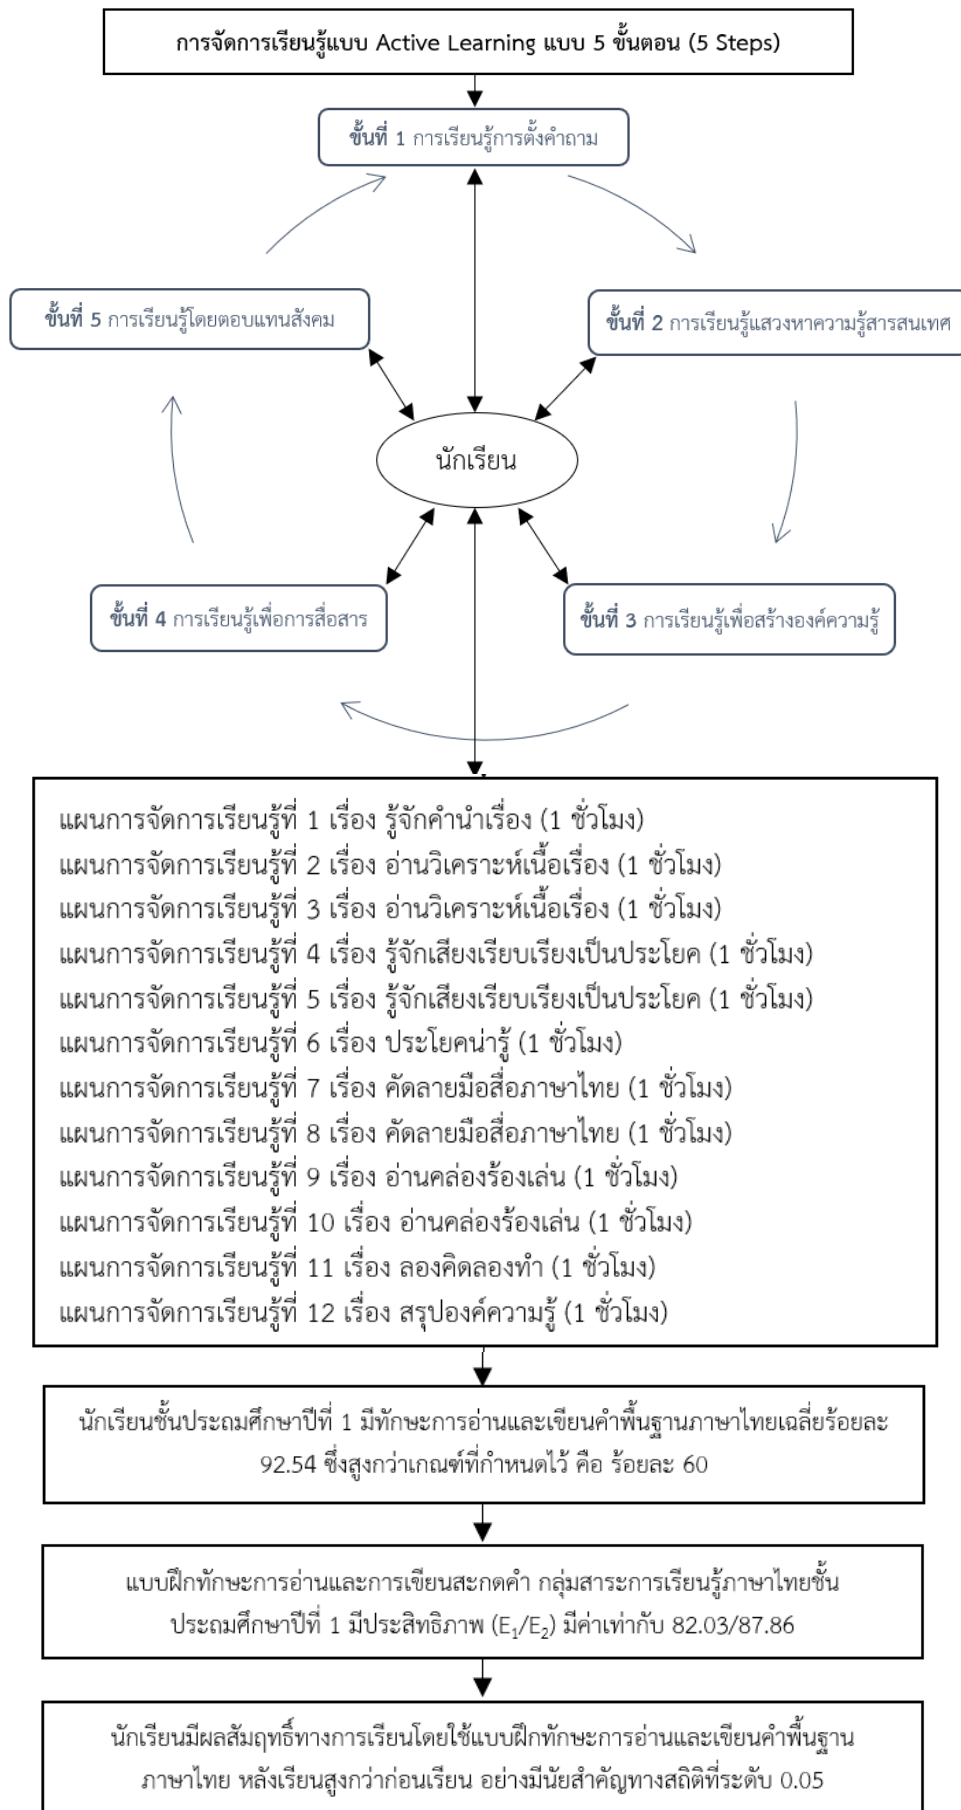 การจัดการเรียนรู้แบบ Active Learning แบบ 5 ขั้นตอน (5 Steps)
ขั้นที่ 1 การเรียนรู้การตั้งคำถาม
ขั้นที่ 5 การเรียนรู้โดยตอบแทนสังคม
ขั้นที่ 2 การเรียนรู้แสวงหาความรู้สารสนเทศ
นักเรียน
ขั้นที่ 4 การเรียนรู้เพื่อการสื่อสาร
ขั้นที่ 3 การเรียนรู้เพื่อสร้างองค์ความรู้
แผนการจัดการเรียนรู้ที่ 1 เรื่อง รู้จักคำนำเรื่อง (1 ชั่วโมง)
แผนการจัดการเรียนรู้ที่ 2 เรื่อง อ่านวิเคราะห์เนื้อเรื่อง (1 ชั่วโมง)
แผนการจัดการเรียนรู้ที่ 3 เรื่อง อ่านวิเคราะห์เนื้อเรื่อง (1 ชั่วโมง)
แผนการจัดการเรียนรู้ที่ 4 เรื่อง รู้จักเสียงเรียบเรียงเป็นประโยค (1 ชั่วโมง)
แผนการจัดการเรียนรู้ที่ 5 เรื่อง รู้จักเสียงเรียบเรียงเป็นประโยค (1 ชั่วโมง)
แผนการจัดการเรียนรู้ที่ 6 เรื่อง ประโยคน่ารู้ (1 ชั่วโมง)
แผนการจัดการเรียนรู้ที่ 7 เรื่อง คัดลายมือสื่อภาษาไทย (1 ชั่วโมง)
แผนการจัดการเรียนรู้ที่ 8 เรื่อง คัดลายมือสื่อภาษาไทย (1 ชั่วโมง)
แผนการจัดการเรียนรู้ที่ 9 เรื่อง อ่านคล่องร้องเล่น (1 ชั่วโมง)
แผนการจัดการเรียนรู้ที่ 10 เรื่อง อ่านคล่องร้องเล่น (1 ชั่วโมง)
แผนการจัดการเรียนรู้ที่ 11 เรื่อง ลองคิดลองทำ (1 ชั่วโมง)
แผนการจัดการเรียนรู้ที่ 12 เรื่อง สรุปองค์ความรู้ (1 ชั่วโมง)
นักเรียนชั้นประถมศึกษาปีที่ 1 มีทักษะการอ่านและเขียนคำพื้นฐานภาษาไทยเฉลี่ยร้อยละ
92.54 ซึ่งสูงกว่าเกณฑ์ที่กำหนดไว้ คือ ร้อยละ 60
แบบฝึกทักษะการอ่านและการเขียนสะกดคำ กลุ่มสาระการเรียนรู้ภาษาไทยชั้น
ประถมศึกษาปีที่ 1 มีประสิทธิภาพ (E₁/E₂) มีค่าเท่ากับ 82.03/87.86
นักเรียนมีผลสัมฤทธิ์ทางการเรียนโดยใช้แบบฝึกทักษะการอ่านและเขียนคำพื้นฐาน
ภาษาไทย หลังเรียนสูงกว่าก่อนเรียน อย่างมีนัยสำคัญทางสถิติที่ระดับ 0.05